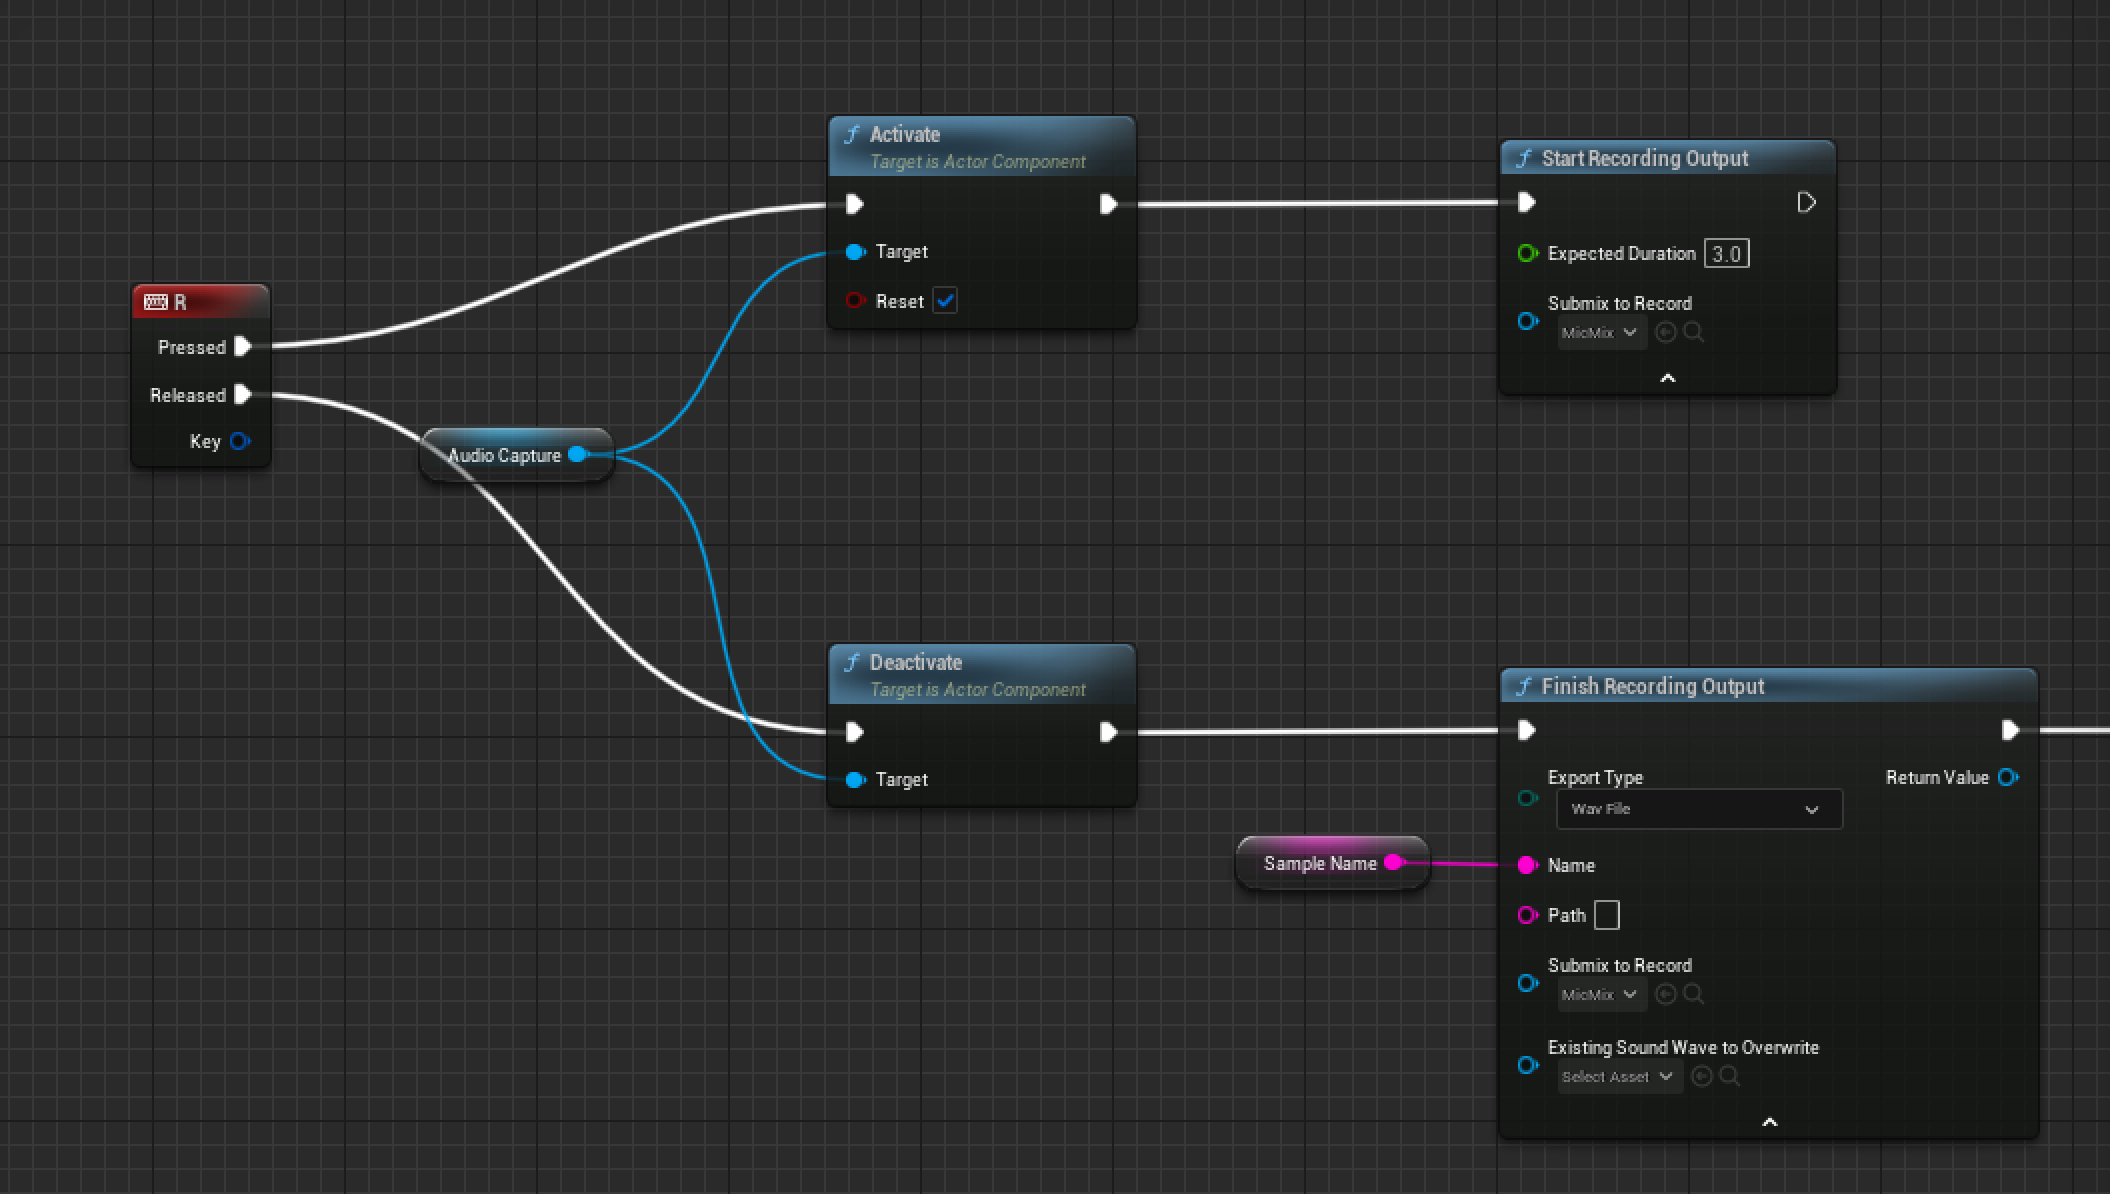 Activate
Target is Actor Component
Target
Reset
Start Recording Output
Expected Duration 3.0
Submix to Record
MicMix
R
Pressed
Released
Key
Audio Capture
Deactivate
Target is Actor Component
Target
Sample Name
Finish Recording Output
Export Type
Return Value
Wav File
Name
Path
Submix to Record
MicMix
Existing Sound Wave to Overwrite
Select Asset